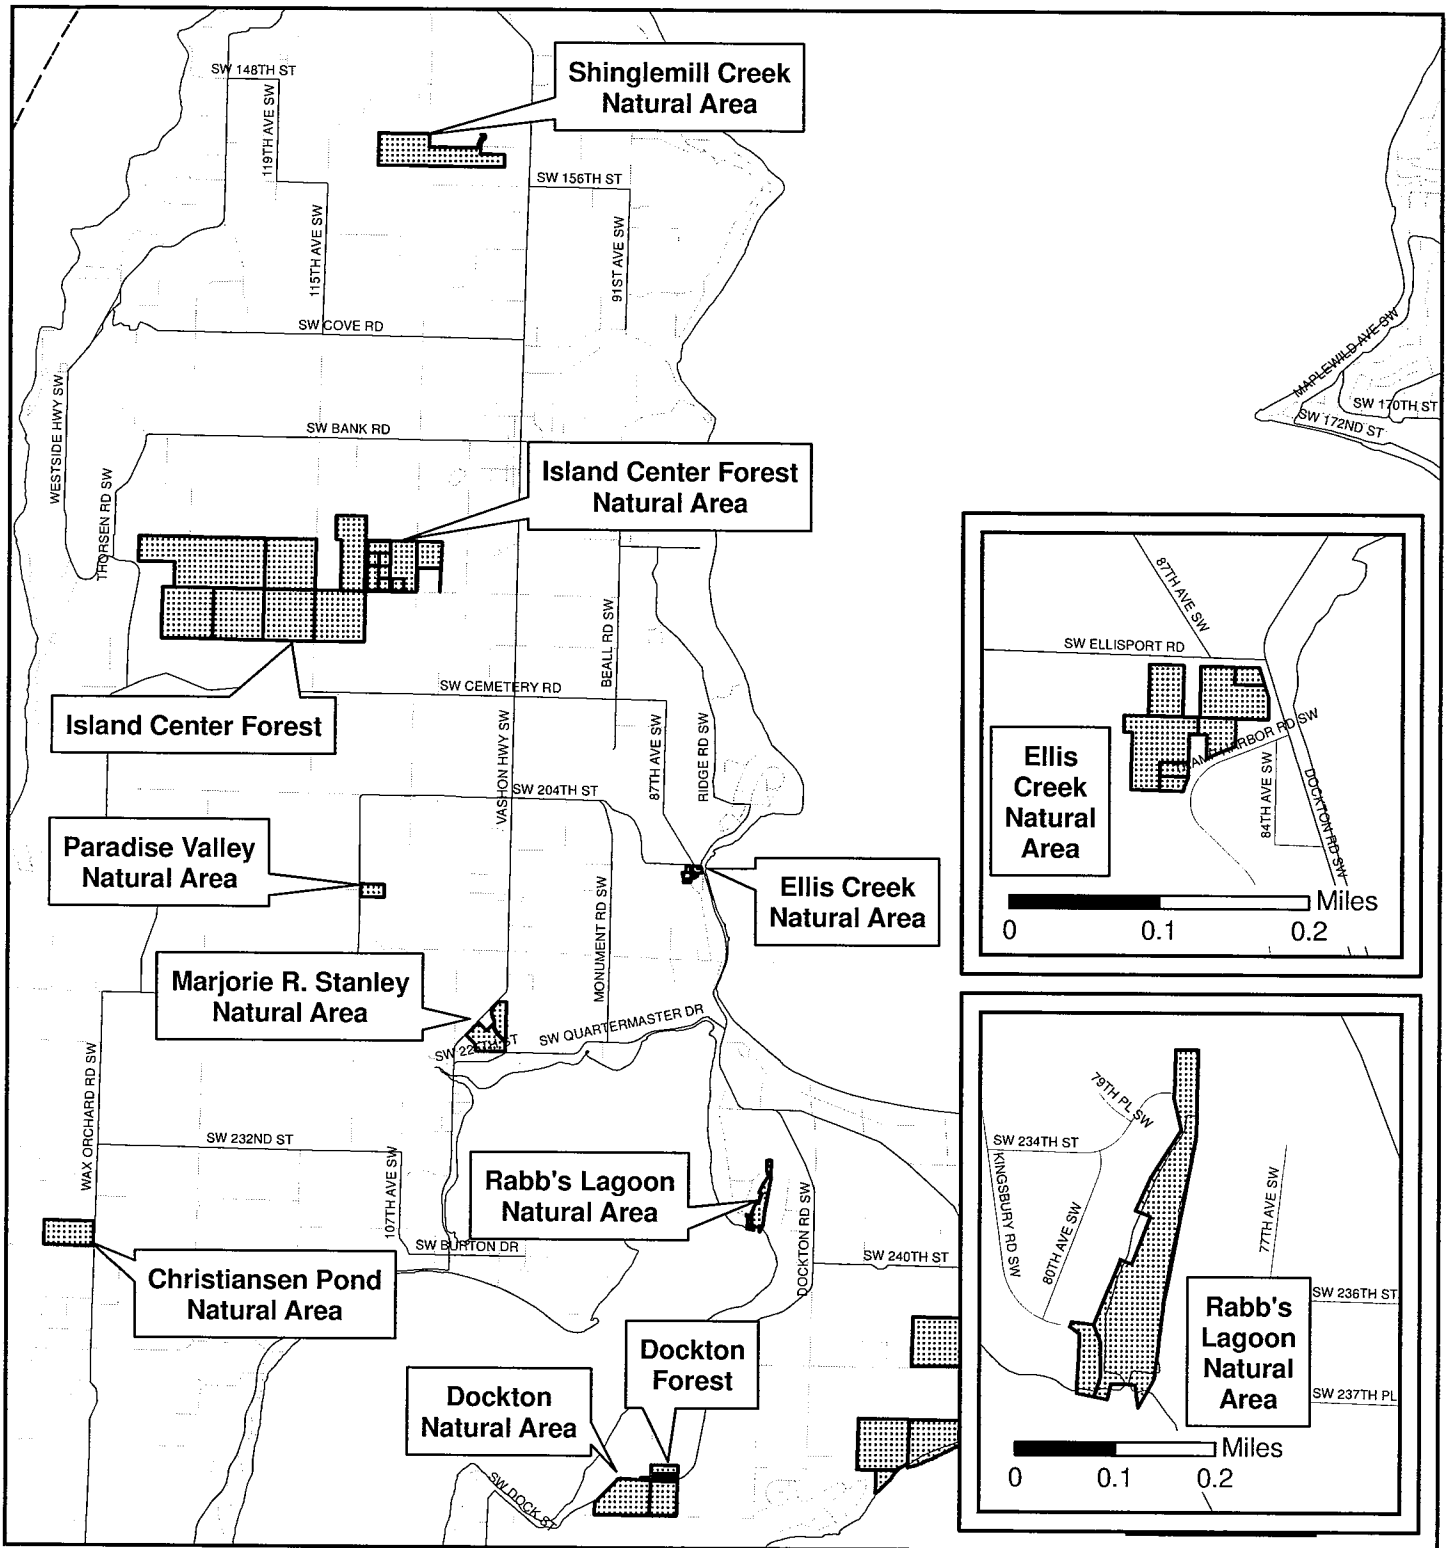 Shinglemill Creek
Natural Area
SW 148TH ST
119TH AVE SW
SW 156TH ST
115TH AVE SW
91ST AVE SW
SW COVE RD
MAPLEWILD AVE SW
SW 170TH ST
SW 172ND ST
WESTSIDE HWY SW
SW BANK RD
Island Center Forest
Natural Area
THORSEN RD SW
BEALL RD SW
SW CEMETERY RD
Island Center Forest
VASHON HWY SW
87TH AVE SW
RIDGE RD SW
SW 204TH ST
Paradise Valley
Natural Area
Ellis Creek
Natural Area
MONUMENT RD SW
Marjorie R. Stanley
Natural Area
SW QUARTERMASTER DR
WAX ORCHARD RD SW
SW 232ND ST
107TH AVE SW
Rabb's Lagoon
Natural Area
DOCKTON RD SW
SW BURTON DR
SW 240TH ST
Christiansen Pond
Natural Area
Dockton
Forest
Dockton
Natural Area
SW DOCK ST
87TH AVE SW
SW ELLISPORT RD
HARBOR RD SW
Ellis
Creek
Natural
Area
84TH AVE SW
DOCKTON RD SW
Miles
0 0.1 0.2
79TH PL SW
SW 234TH ST
KINGSBURY RD SW
80TH AVE SW
77TH AVE SW
SW 236TH ST
Rabb's
Lagoon
Natural
Area
SW 237TH PL
Miles
0 0.1 0.2